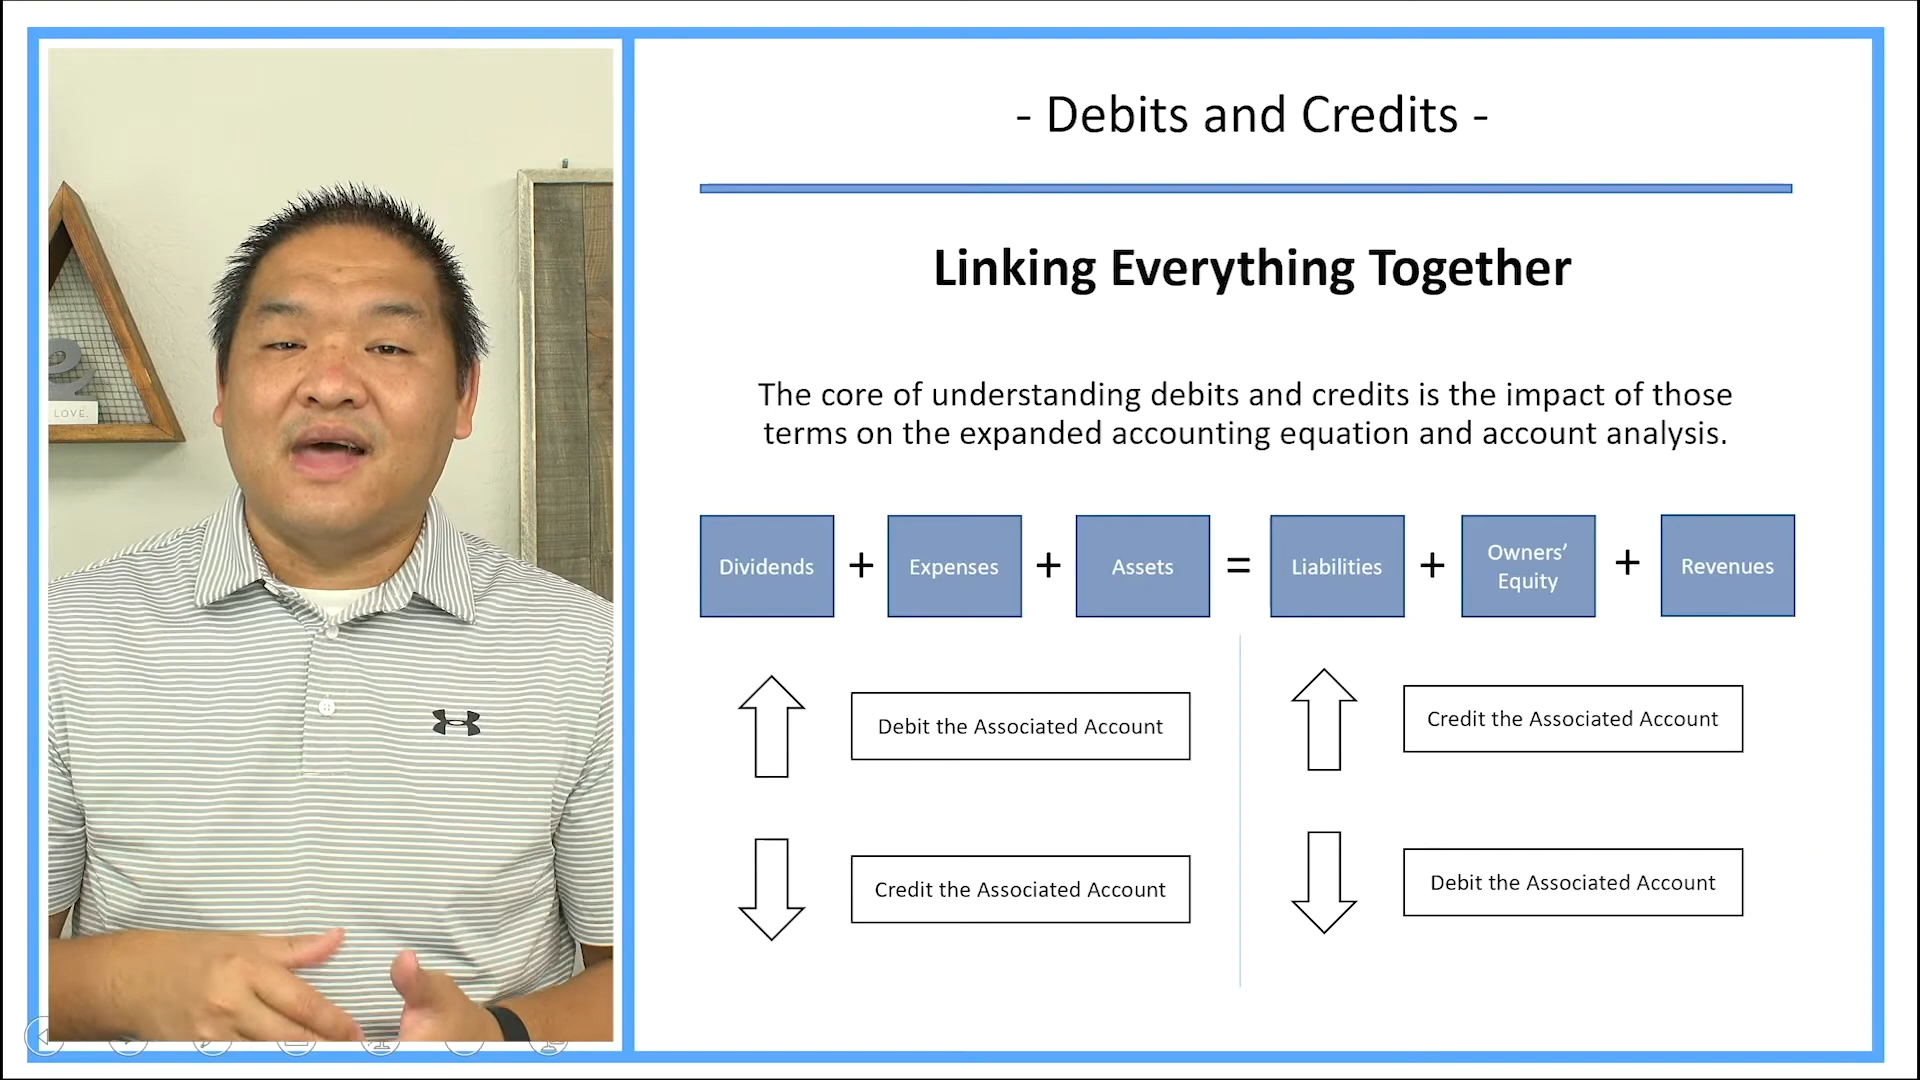 - Debits and Credits -
Linking Everything Together
The core of understanding debits and credits is the impact of those
terms on the expanded accounting equation and account analysis.
Dividends + Expenses + Assets = Liabilities + Owners’ Equity + Revenues
Debit the Associated Account
Credit the Associated Account
Credit the Associated Account
Debit the Associated Account
LOVE.